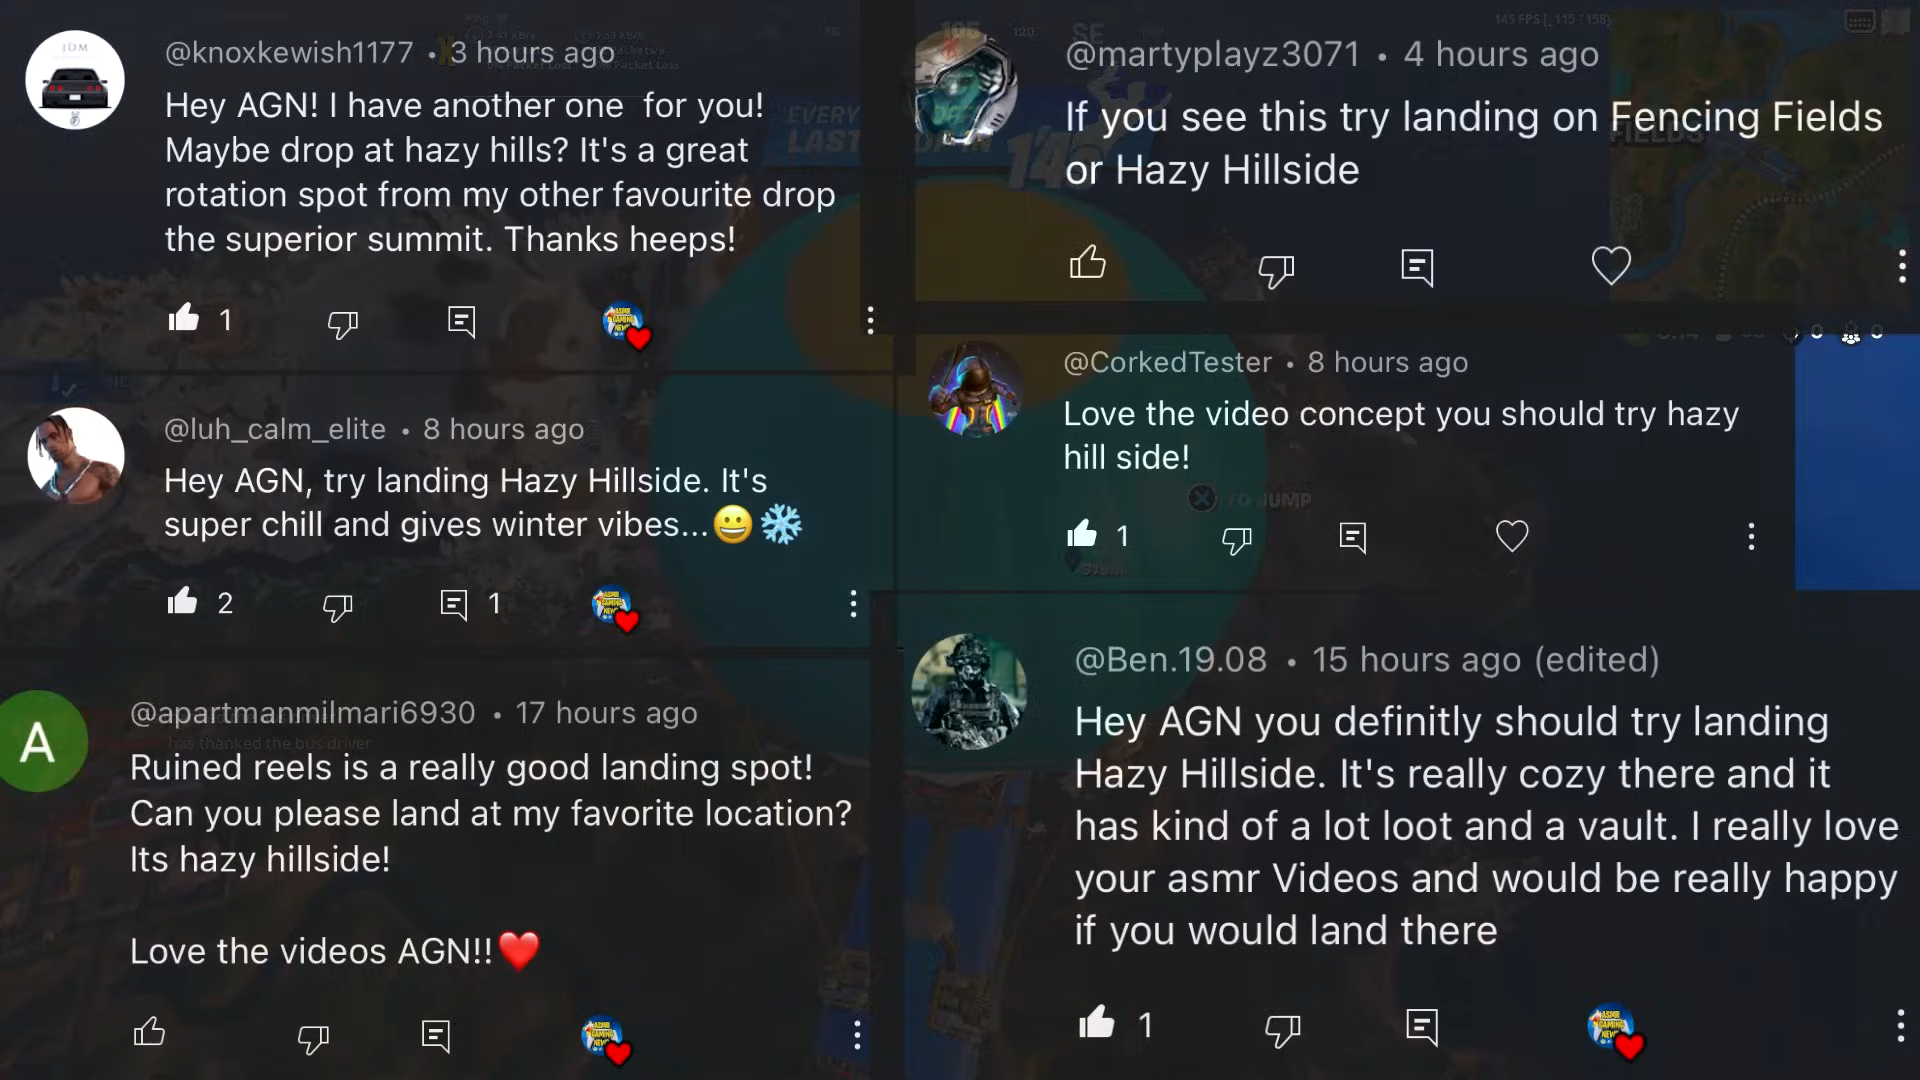 @knoxkewish1177 • 3 hours ago
Hey AGN! I have another one for you!
Maybe drop at hazy hills? It's a great
rotation spot from my other favourite drop
the superior summit. Thanks heeps!
1
@luh_calm_elite • 8 hours ago
Hey AGN, try landing Hazy Hillside. It's
super chill and gives winter vibes...😀❄️
2 1
A
@apartmanmilmari6930 • 17 hours ago
has thanked the bus driver
Ruined reels is a really good landing spot!
Can you please land at my favorite location?
Its hazy hillside!
Love the videos AGN!!❤️
@martyplayz3071 • 4 hours ago
If you see this try landing on Fencing Fields
or Hazy Hillside
@CorkedTester • 8 hours ago
Love the video concept you should try hazy
hill side!
TO JUMP
1
@Ben.19.08 • 15 hours ago (edited)
Hey AGN you definitly should try landing
Hazy Hillside. It's really cozy there and it
has kind of a lot loot and a vault. I really love
your asmr Videos and would be really happy
if you would land there
1